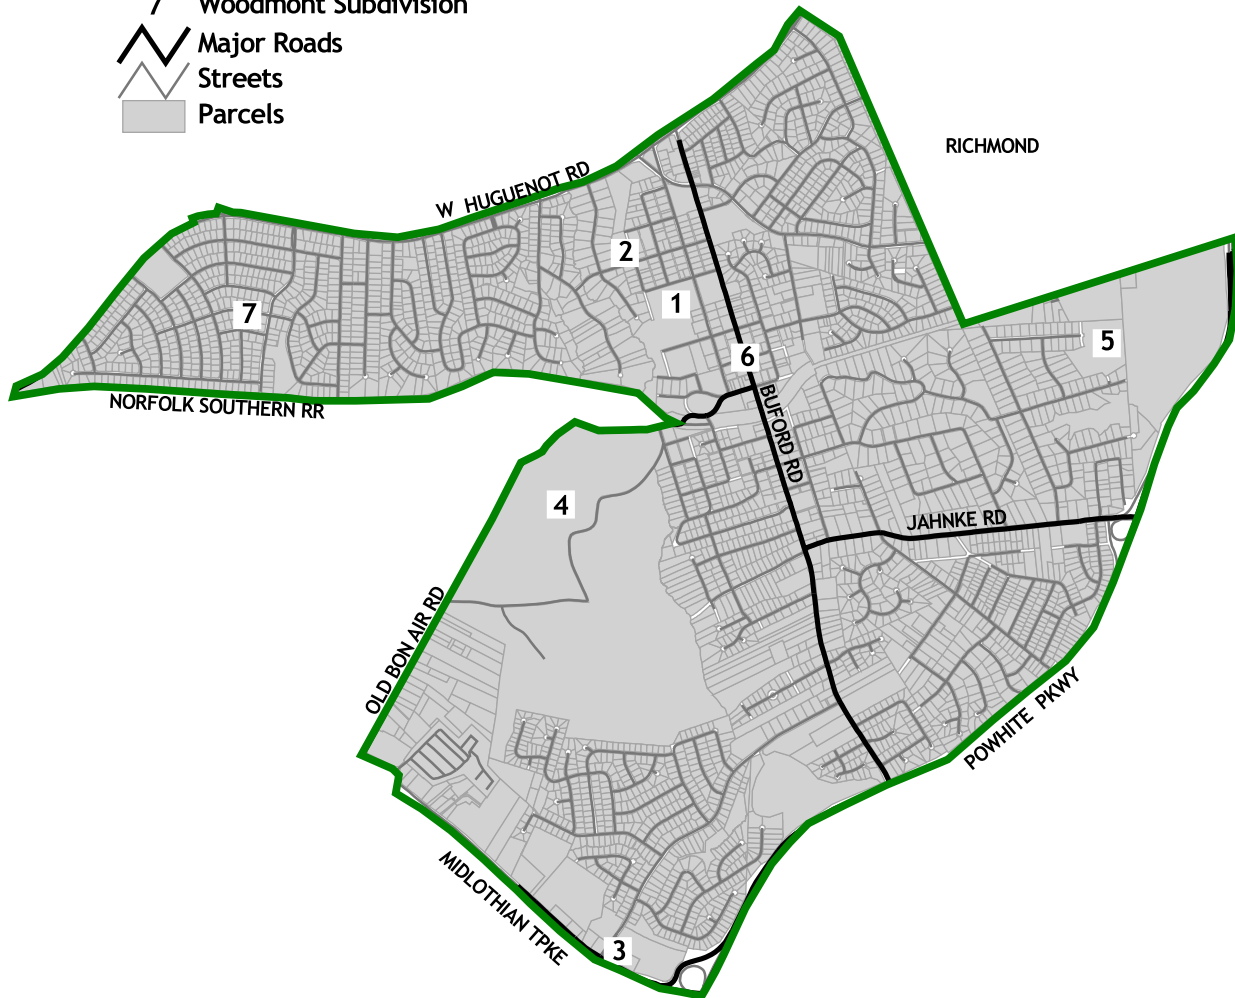 7 Woodmont Subdivision
Major Roads
Streets
Parcels
RICHMOND
W HUGUENOT RD
2
1
7
5
6
NORFOLK SOUTHERN RR
BUFORD RD
4
JAHNKE RD
OLD BON AIR RD
POWHITE PKWY
MIDLOTHIAN TPKE
3